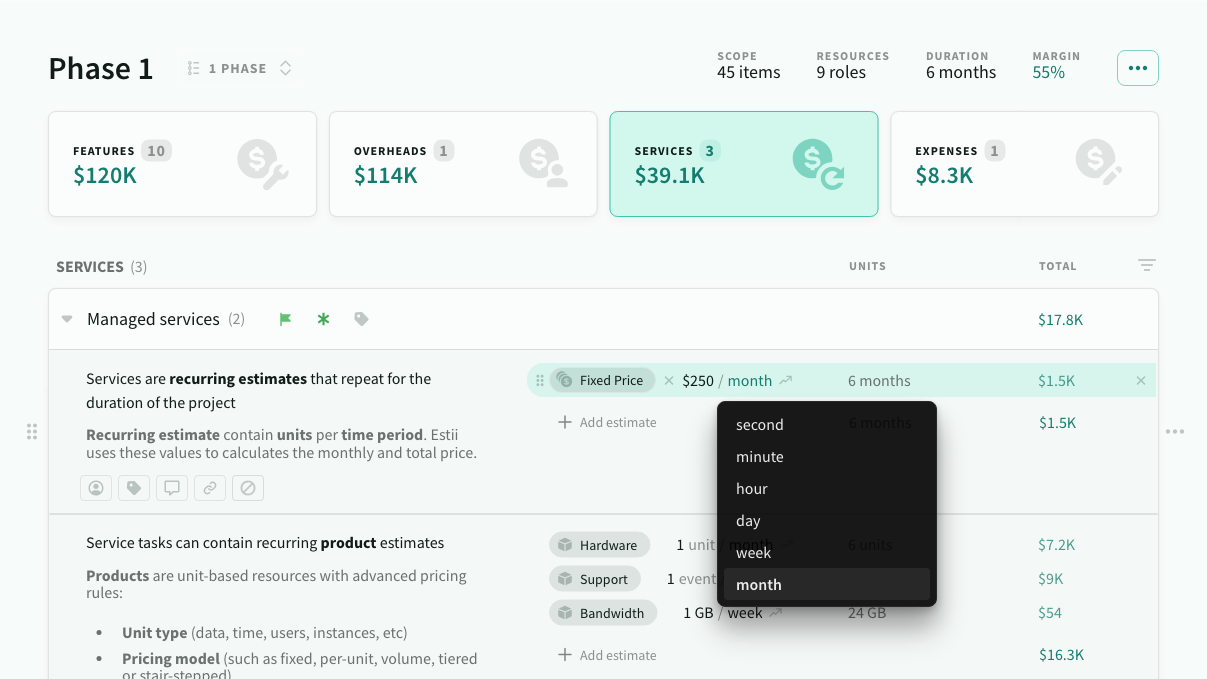 Phase 1
1 PHASE
SCOPE
45 items
RESOURCES
9 roles
DURATION
6 months
MARGIN
55%
FEATURES 10
$120K
OVERHEADS 1
$114K
SERVICES 3
$39.1K
EXPENSES 1
$8.3K
SERVICES (3)
UNITS
TOTAL
Managed services (2)
$17.8K
Services are recurring estimates that repeat for the
duration of the project
Recurring estimate contain units per time period. Estii
uses these values to calculates the monthly and total price.
Fixed Price
$250 / month
6 months
$1.5K
Add estimate
6 months
$1.5K
second
minute
hour
day
week
month
Service tasks can contain recurring product estimates
Products are unit-based resources with advanced pricing
rules:
• Unit type (data, time, users, instances, etc)
• Pricing model (such as fixed, per-unit, volume, tiered
or stair-stepped)
Hardware
1 unit / month
6 units
$7.2K
Support
1 event
$9K
Bandwidth
1 GB / week
24 GB
$54
Add estimate
$16.3K